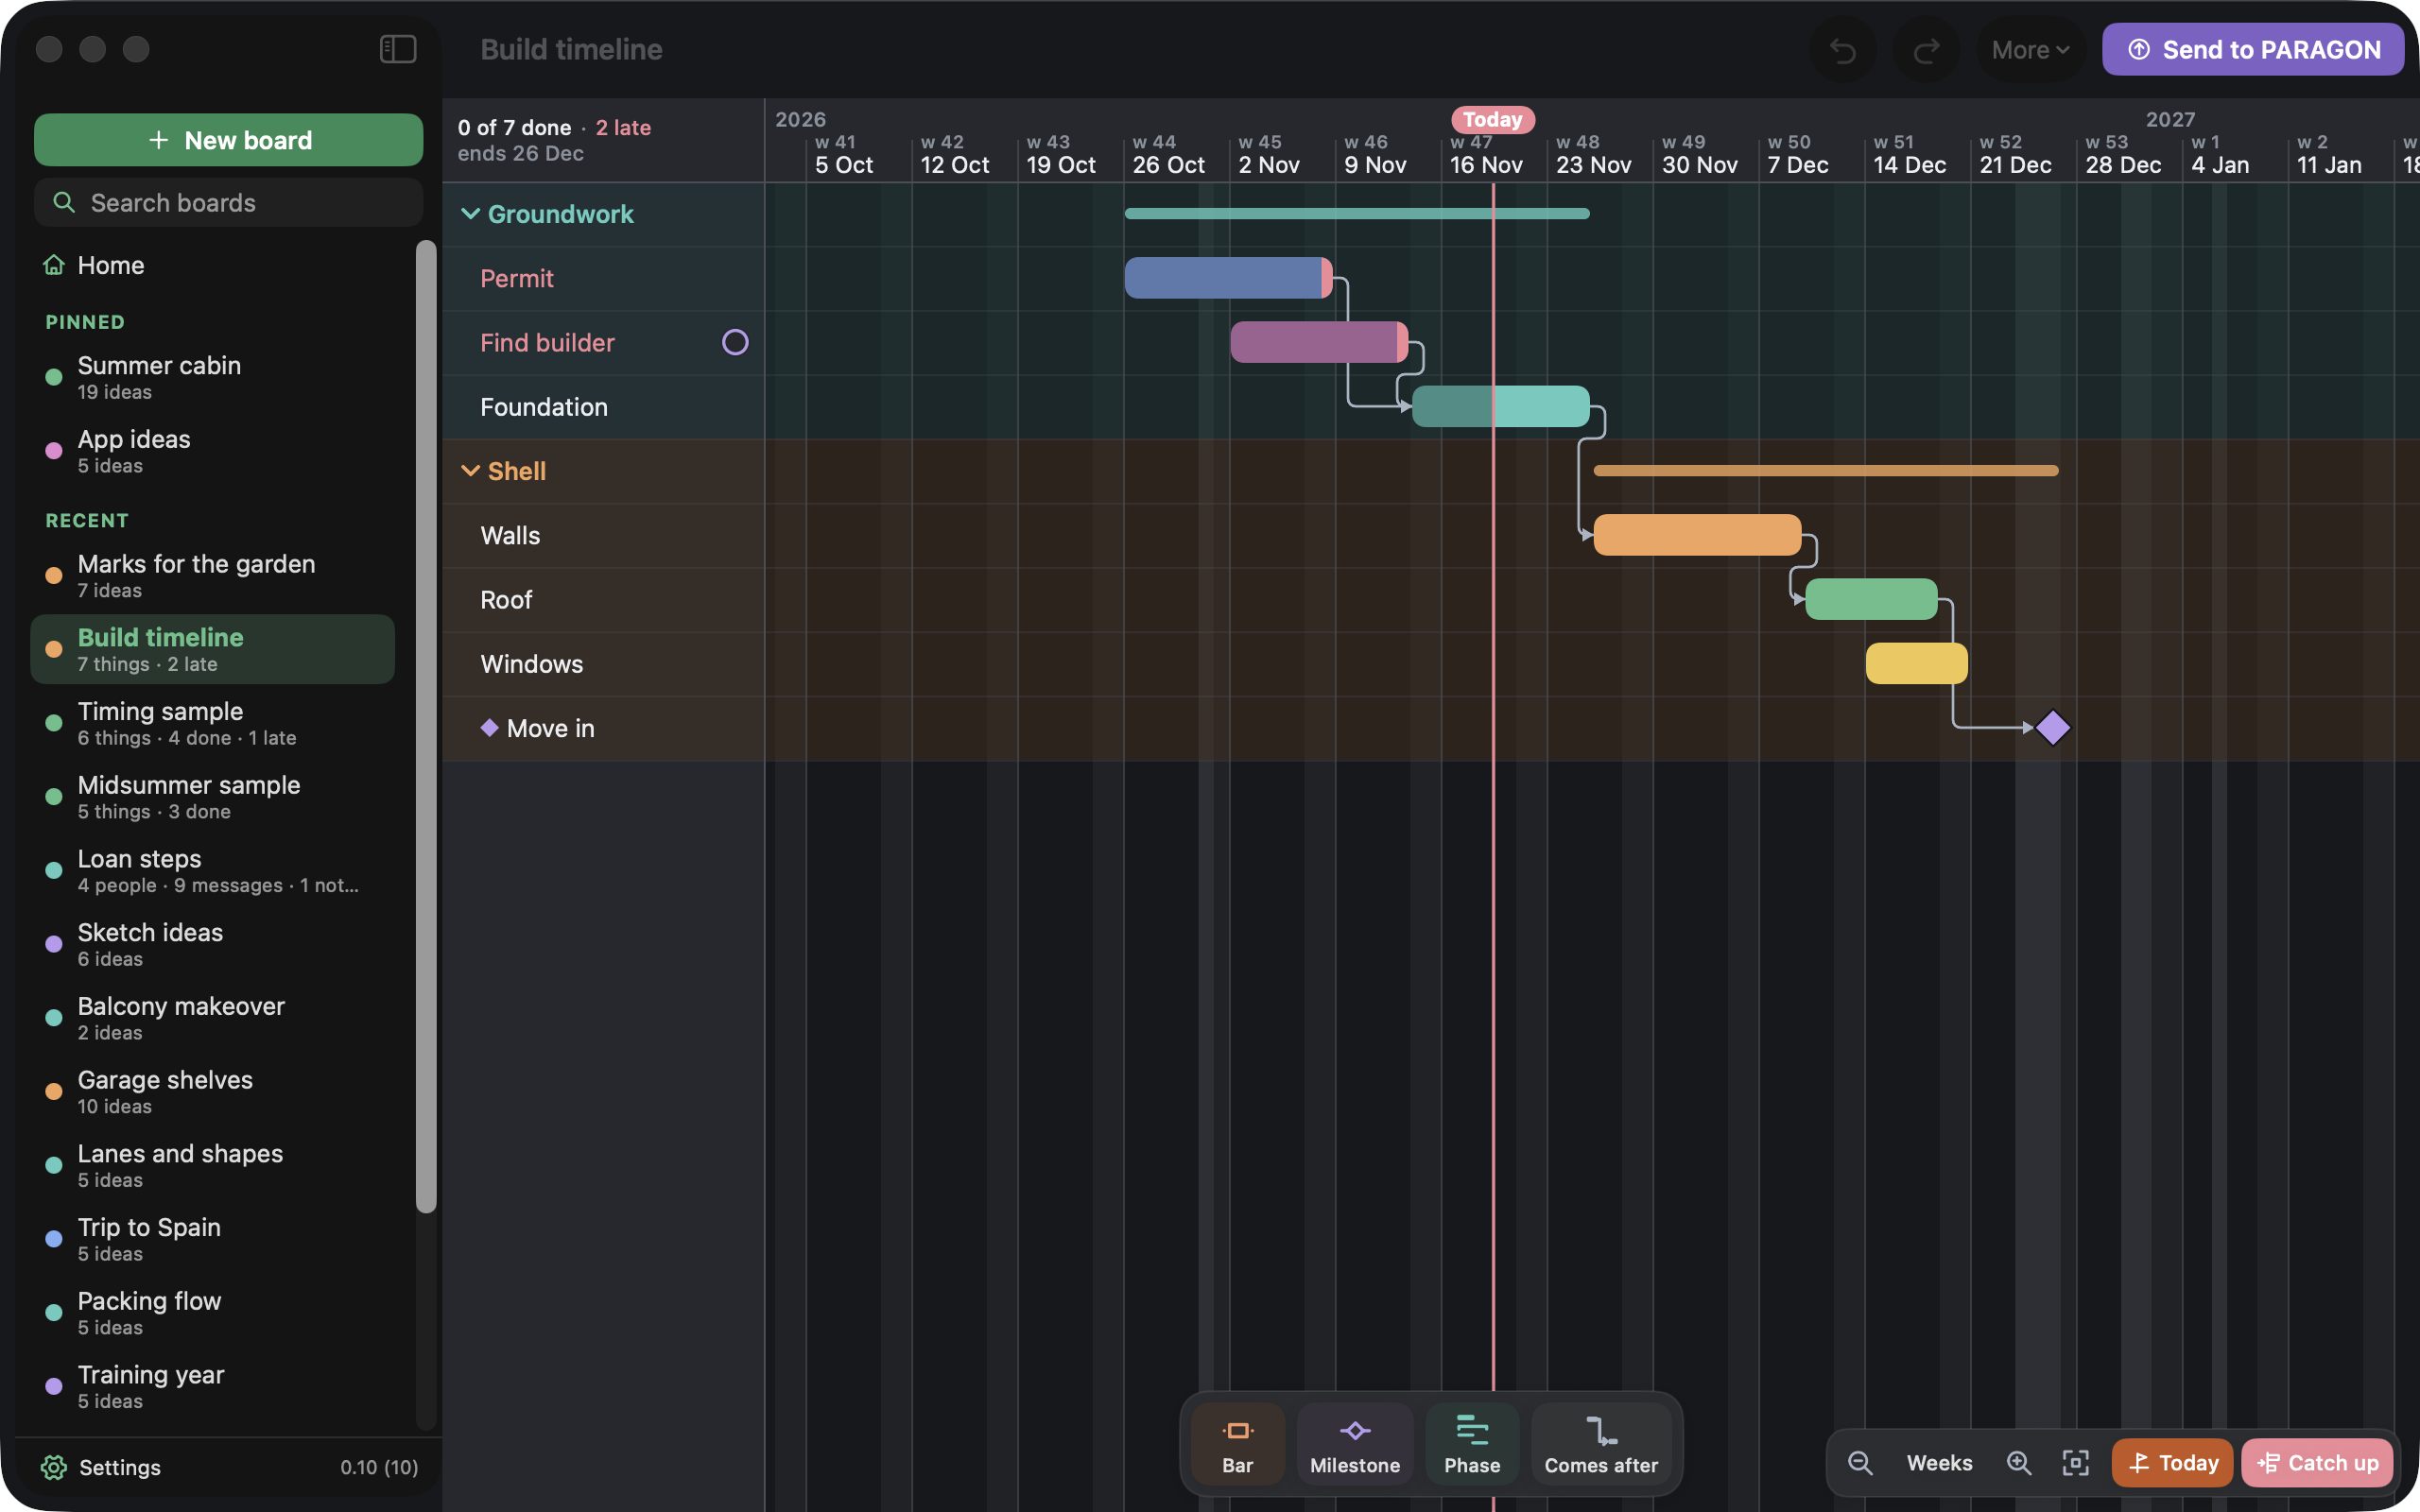 Build timeline
More
Send to PARAGON
New board
Search boards
Home
PINNED
Summer cabin
19 ideas
App ideas
5 ideas
RECENT
Marks for the garden
7 ideas
Build timeline
7 things · 2 late
Timing sample
6 things · 4 done · 1 late
Midsummer sample
5 things · 3 done
Loan steps
4 people · 9 messages · 1 not...
Sketch ideas
6 ideas
Balcony makeover
2 ideas
Garage shelves
10 ideas
Lanes and shapes
5 ideas
Trip to Spain
5 ideas
Packing flow
5 ideas
Training year
5 ideas
Settings 0.10 (10)
0 of 7 done · 2 late
ends 26 Dec
2026 Today 2027
w 41 w 42 w 43 w 44 w 45 w 46 w 47 w 48 w 49 w 50 w 51 w 52 w 53 w 1 w 2 w
5 Oct 12 Oct 19 Oct 26 Oct 2 Nov 9 Nov 16 Nov 23 Nov 30 Nov 7 Dec 14 Dec 21 Dec 28 Dec 4 Jan 11 Jan 18
Groundwork
Permit
Find builder
Foundation
Shell
Walls
Roof
Windows
Move in
Bar Milestone Phase Comes after
Weeks Today Catch up